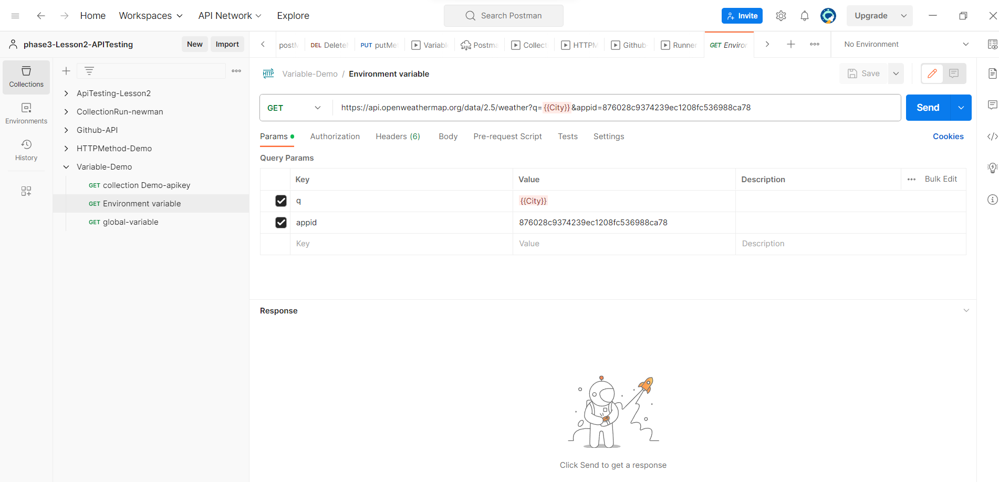 Home Workspaces API Network Explore Search Postman Invite Upgrade
phase3-Lesson2-APITesting New Import
postM DEL Delete PUT putMe Variabl Postma Collect HTTPM Github Runner GET Enviror No Environment
Collections
Environments
History
ApiTesting-Lesson2
CollectionRun-newman
Github-API
HTTPMethod-Demo
Variable-Demo
GET collection Demo-apikey
GET Environment variable
GET global-variable
HTTP Variable-Demo / Environment variable Save
GET https://api.openweathermap.org/data/2.5/weather?q={{City}}&appid=876028c9374239ec1208fc536988ca78 Send
Params Authorization Headers (6) Body Pre-request Script Tests Settings Cookies
Query Params
Key Value Description Bulk Edit
q {{City}}
appid 876028c9374239ec1208fc536988ca78
Key Value Description
Response
Click Send to get a response